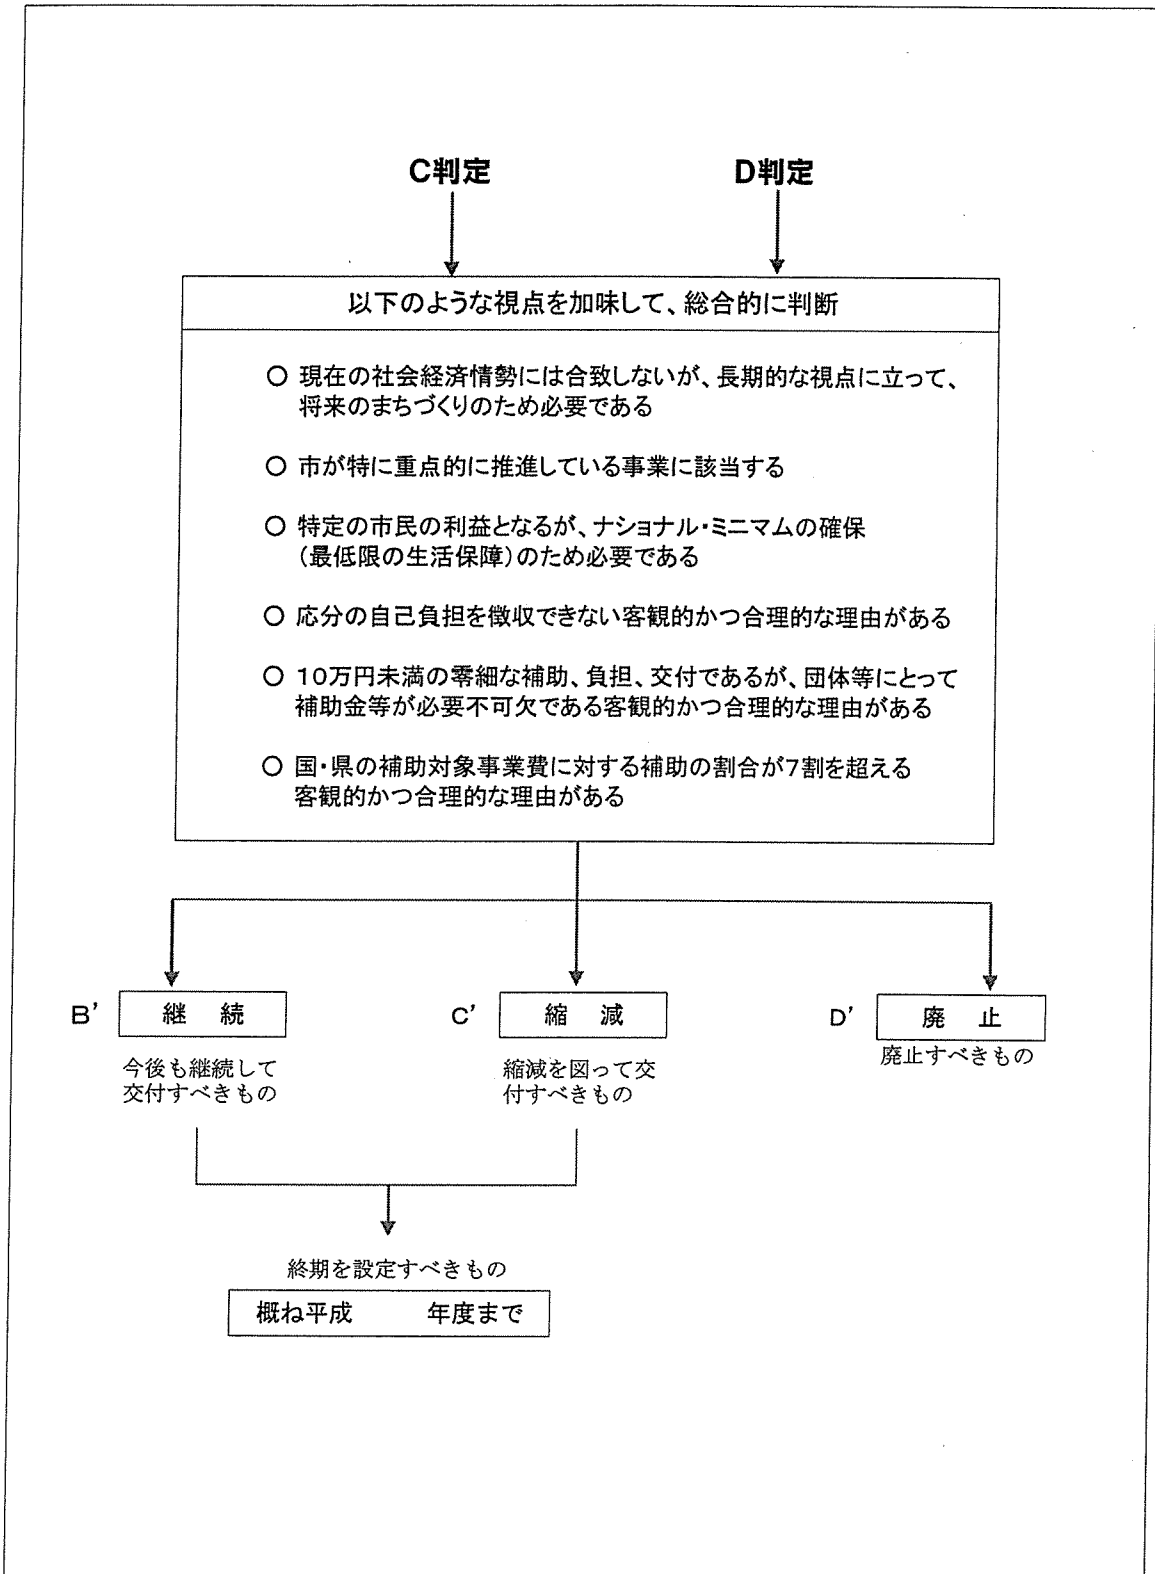 C判定
D判定
以下のような視点を加味して、総合的に判断
○ 現在の社会経済情勢には合致しないが、長期的な視点に立って、
将来のまちづくりのため必要である
○ 市が特に重点的に推進している事業に該当する
○ 特定の市民の利益となるが、ナショナル・ミニマムの確保
(最低限の生活保障)のため必要である
○ 応分の自己負担を徴収できない客観的かつ合理的な理由がある
○ 10万円未満の零細な補助、負担、交付であるが、団体等にとって
補助金等が必要不可欠である客観的かつ合理的な理由がある
○ 国・県の補助対象事業費に対する補助の割合が7割を超える
客観的かつ合理的な理由がある
B' 継 続
今後も継続して
交付すべきもの
C' 縮 減
縮減を図って交
付すべきもの
D' 廃 止
廃止すべきもの
終期を設定すべきもの
概ね平成 年度まで